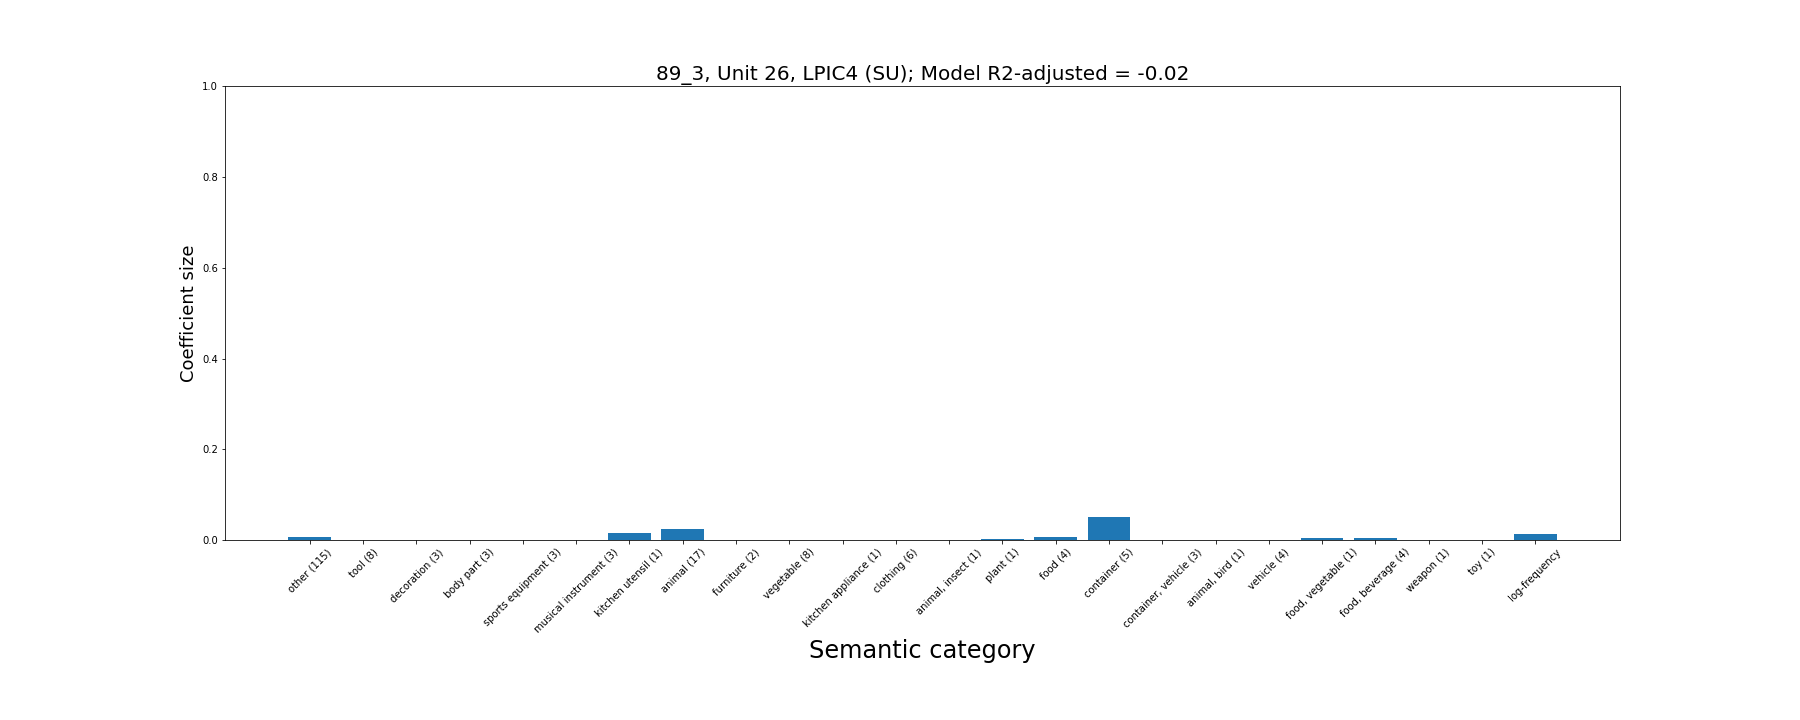 89_3, Unit 26, LPIC4 (SU); Model R2-adjusted = -0.02
1.0
0.8
0.6
0.4
0.2
0.0
Coefficient size
other (115)
tool (8)
decoration (3)
body part (3)
sports equipment (3)
musical instrument (3)
kitchen utensil (1)
animal (17)
furniture (2)
vegetable (8)
kitchen appliance (1)
clothing (6)
animal, insect (1)
plant (1)
food (4)
container (5)
container, vehicle (3)
animal, bird (1)
vehicle (4)
food, vegetable (1)
food, beverage (4)
weapon (1)
toy (1)
log-frequency
Semantic category